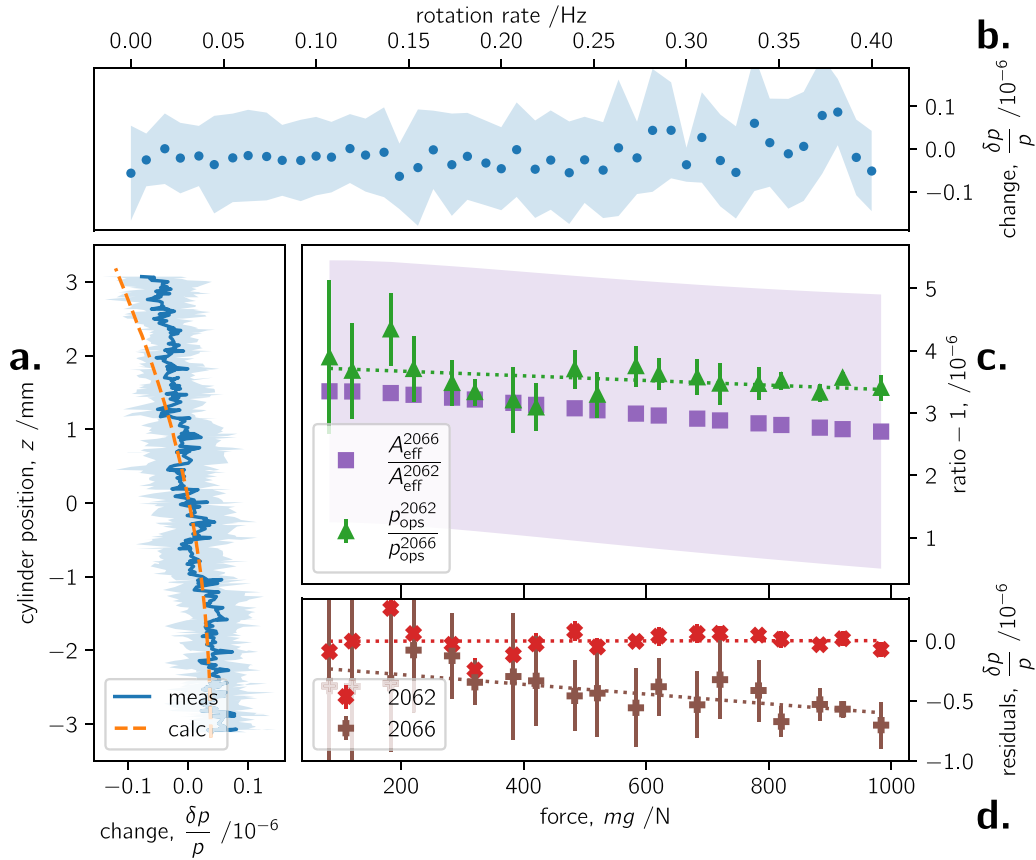 rotation rate /Hz
0.00 0.05 0.10 0.15 0.20 0.25 0.30 0.35 0.40
b.
0.1
0.0
−0.1
change, δp/p /10⁻⁶
a.
cylinder position, z /mm
3
2
1
0
−1
−2
−3
meas
calc
−0.1 0.0 0.1
change, δp/p /10⁻⁶
c.
5
4
3
2
1
ratio − 1, /10⁻⁶
A_eff^2066 / A_eff^2062
p_ops^2062 / p_ops^2066
0.0
−0.5
−1.0
residuals, δp/p /10⁻⁶
2062
2066
200 400 600 800 1000
force, mg /N
d.